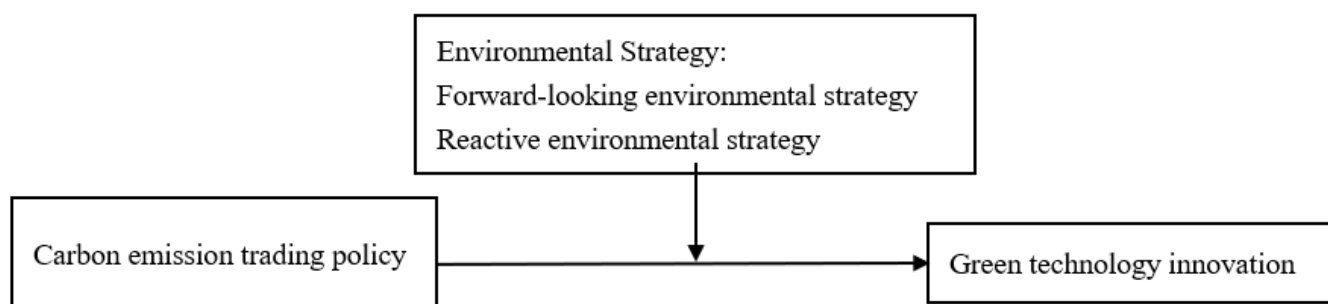 Environmental Strategy:
Forward-looking environmental strategy
Reactive environmental strategy
Carbon emission trading policy
Green technology innovation